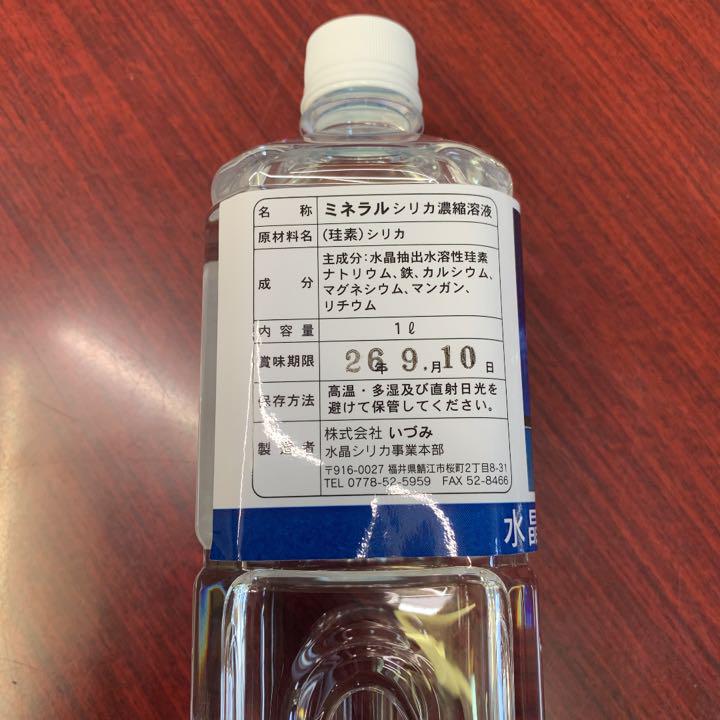 名称 ミネラルシリカ濃縮溶液
原材料名 (珪素)シリカ
成分 主成分:水晶抽出水溶性珪素
ナトリウム、鉄、カルシウム、
マグネシウム、マンガン、
リチウム
内容量 1ℓ
賞味期限 26年9.月10日
保存方法 高温・多湿及び直射日光を
避けて保管してください。
製造者 株式会社 いづみ
水晶シリカ事業本部
〒916-0027 福井県鯖江市桜町2丁目8-31
TEL 0778-52-5959 FAX 52-8466
水晶